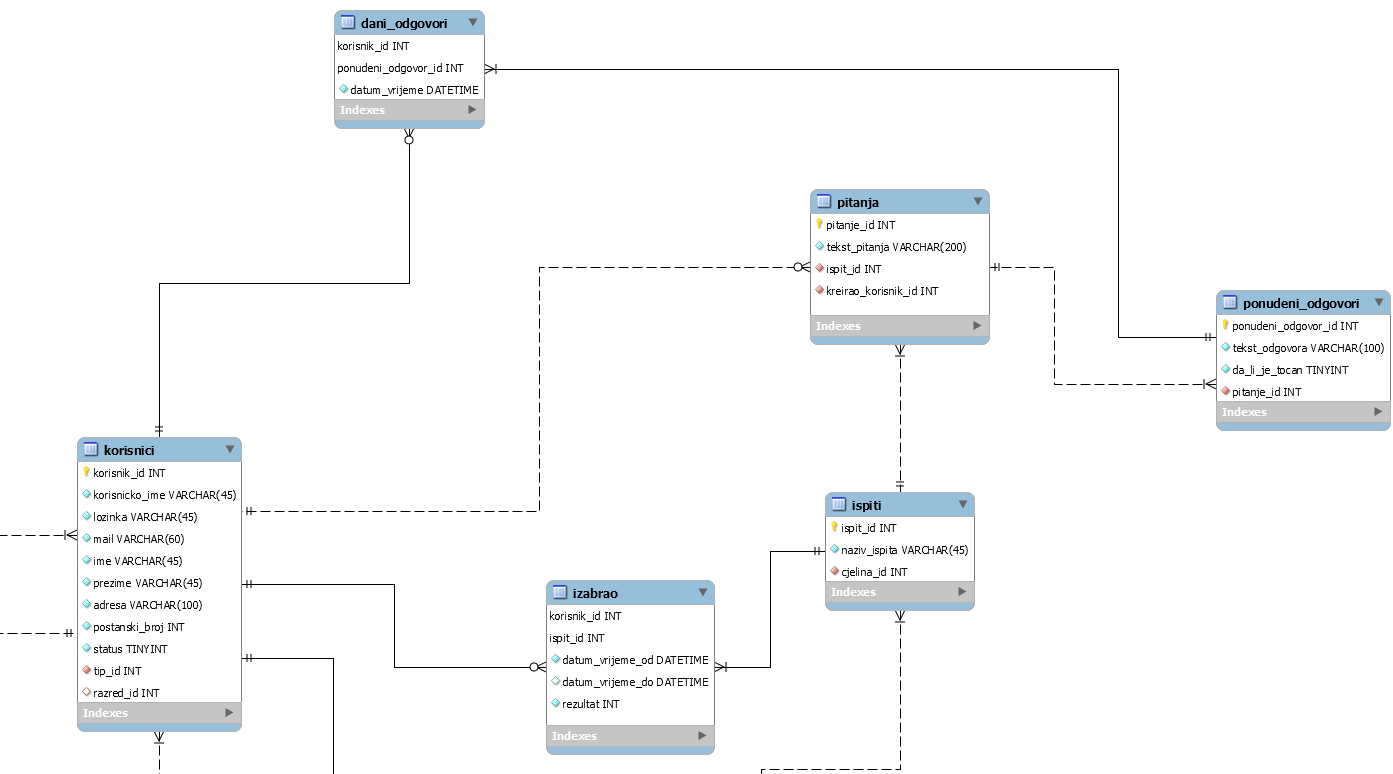 dani_odgovori
korisnik_id INT
ponudeni_odgovor_id INT
datum_vrijeme DATETIME
Indexes
pitanja
pitanje_id INT
tekst_pitanja VARCHAR(200)
ispit_id INT
kreirao_korisnik_id INT
Indexes
ponudeni_odgovori
ponudeni_odgovor_id INT
tekst_odgovora VARCHAR(100)
da_li_je_tocan TINYINT
pitanje_id INT
Indexes
korisnici
korisnik_id INT
korisnicko_ime VARCHAR(45)
lozinka VARCHAR(45)
mail VARCHAR(60)
ime VARCHAR(45)
prezime VARCHAR(45)
adresa VARCHAR(100)
postanski_broj INT
status TINYINT
tip_id INT
razred_id INT
Indexes
ispiti
ispit_id INT
naziv_ispita VARCHAR(45)
cjelina_id INT
Indexes
izabrao
korisnik_id INT
ispit_id INT
datum_vrijeme_od DATETIME
datum_vrijeme_do DATETIME
rezultat INT
Indexes